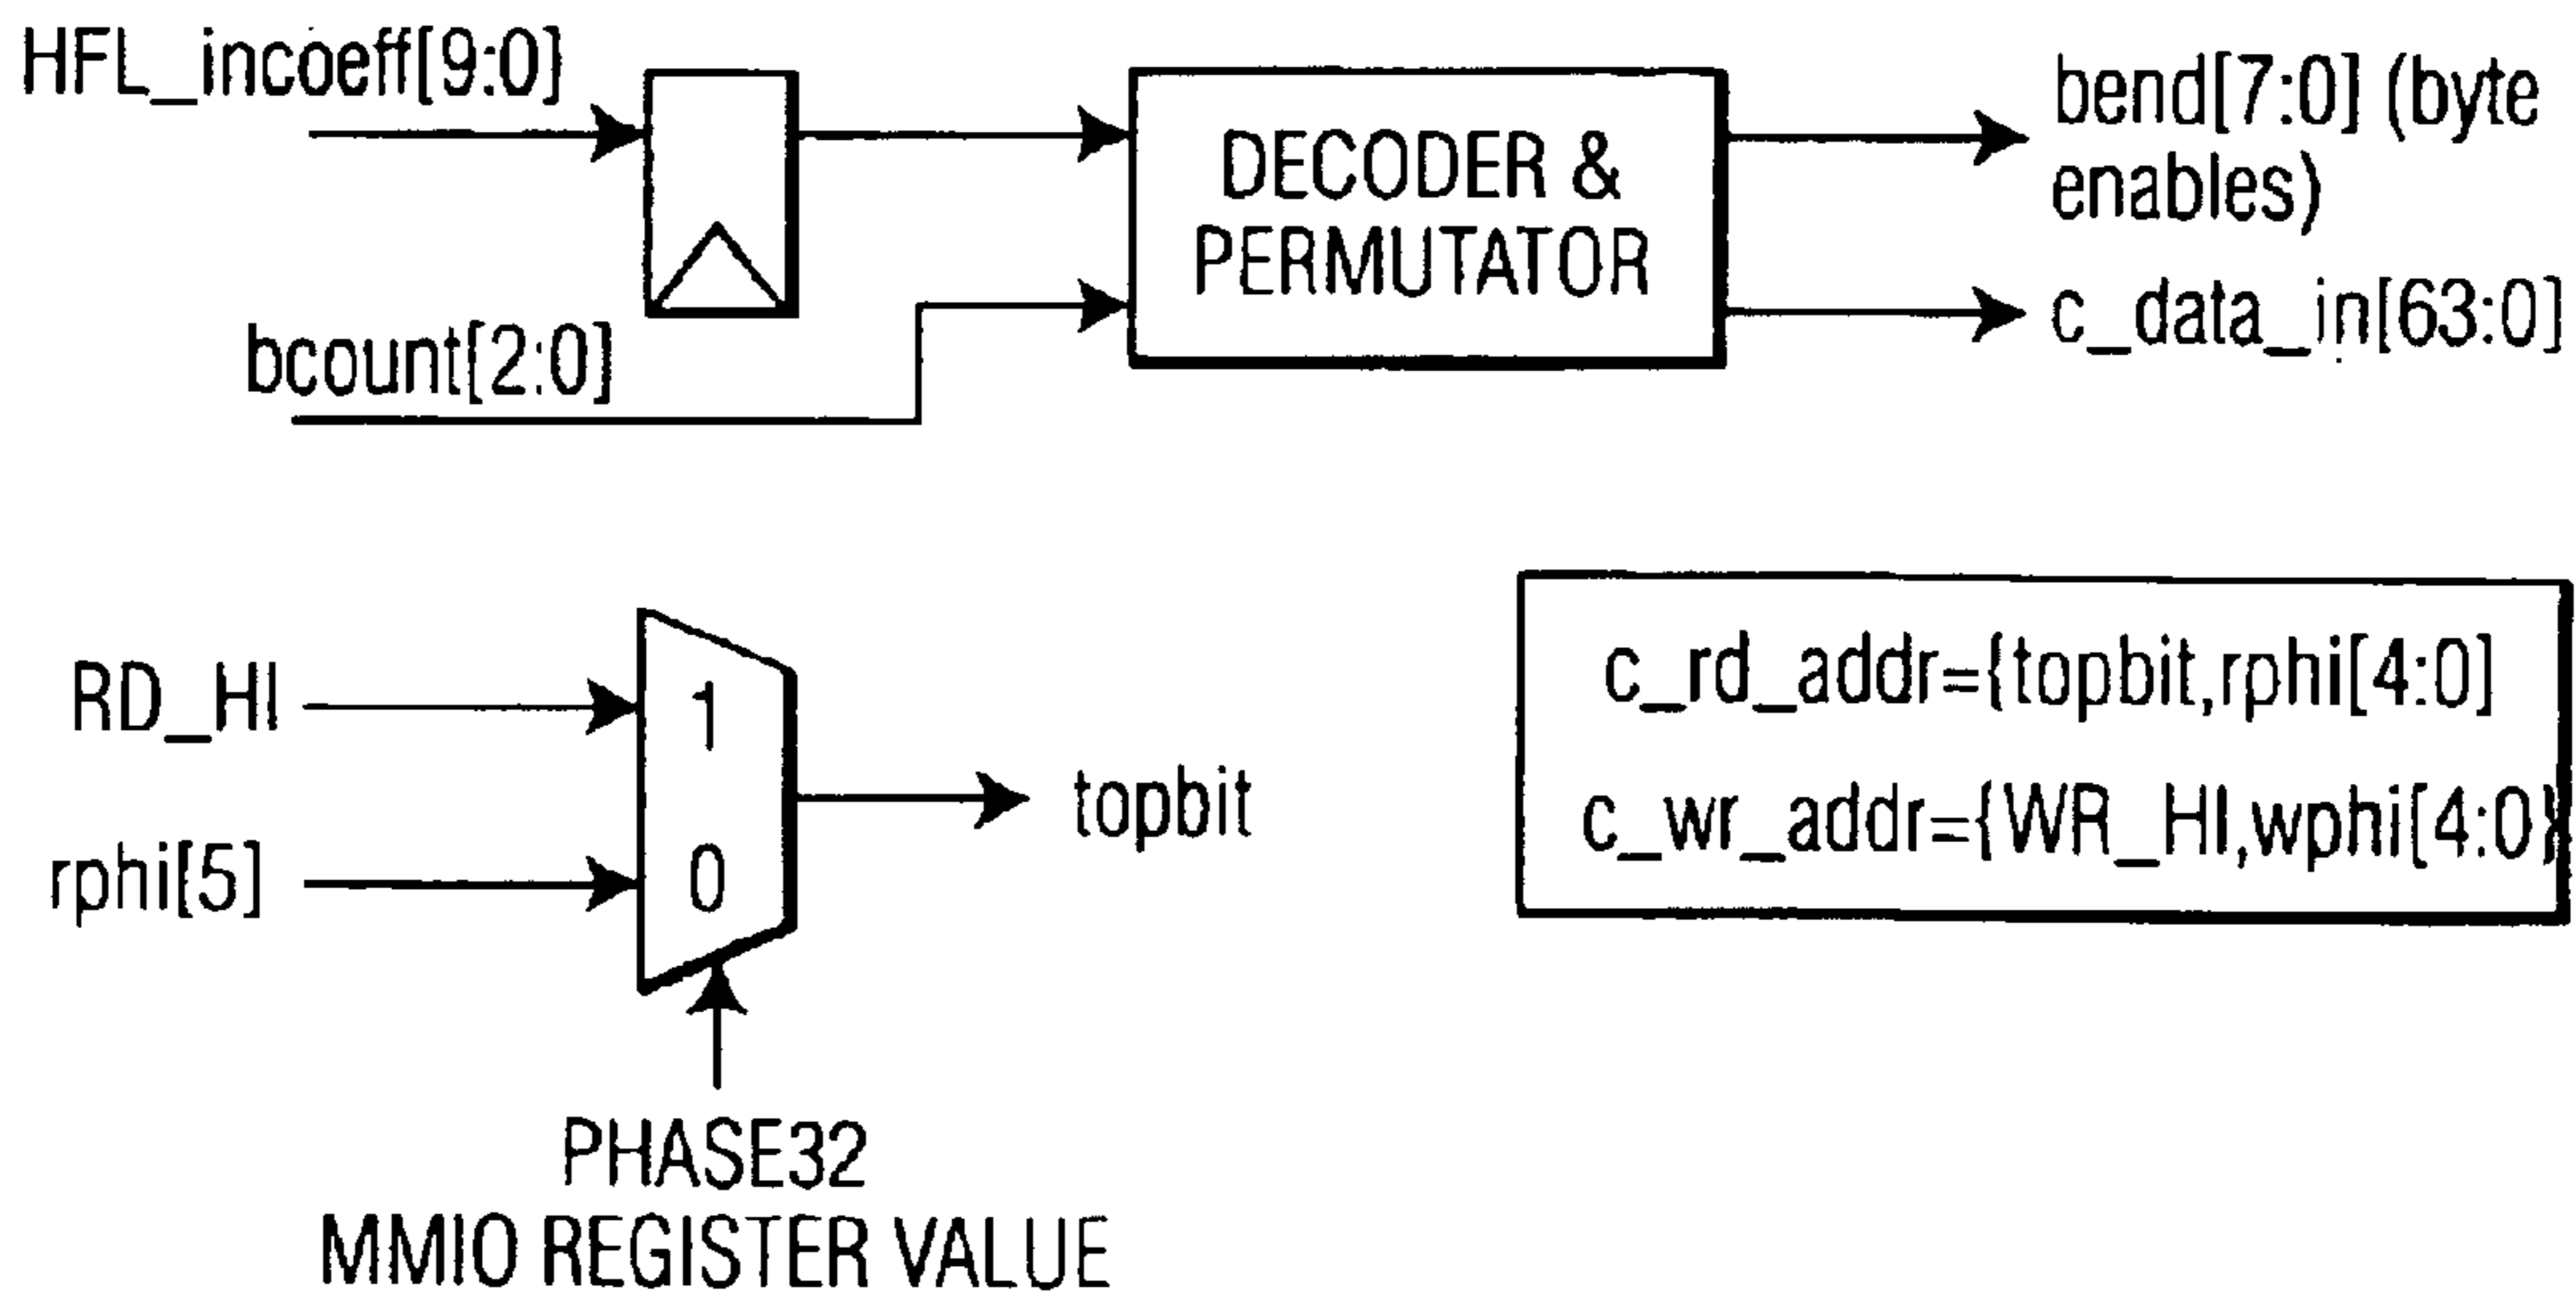 HFL_incoeff[9:0]
bcount[2:0]
DECODER &
PERMUTATOR
bend[7:0] (byte
enables)
c_data_in[63:0]
RD_HI
rphi[5]
1
0
topbit
PHASE32
MMIO REGISTER VALUE
c_rd_addr={topbit,rphi[4:0]
c_wr_addr={WR_HI,wphi[4:0}